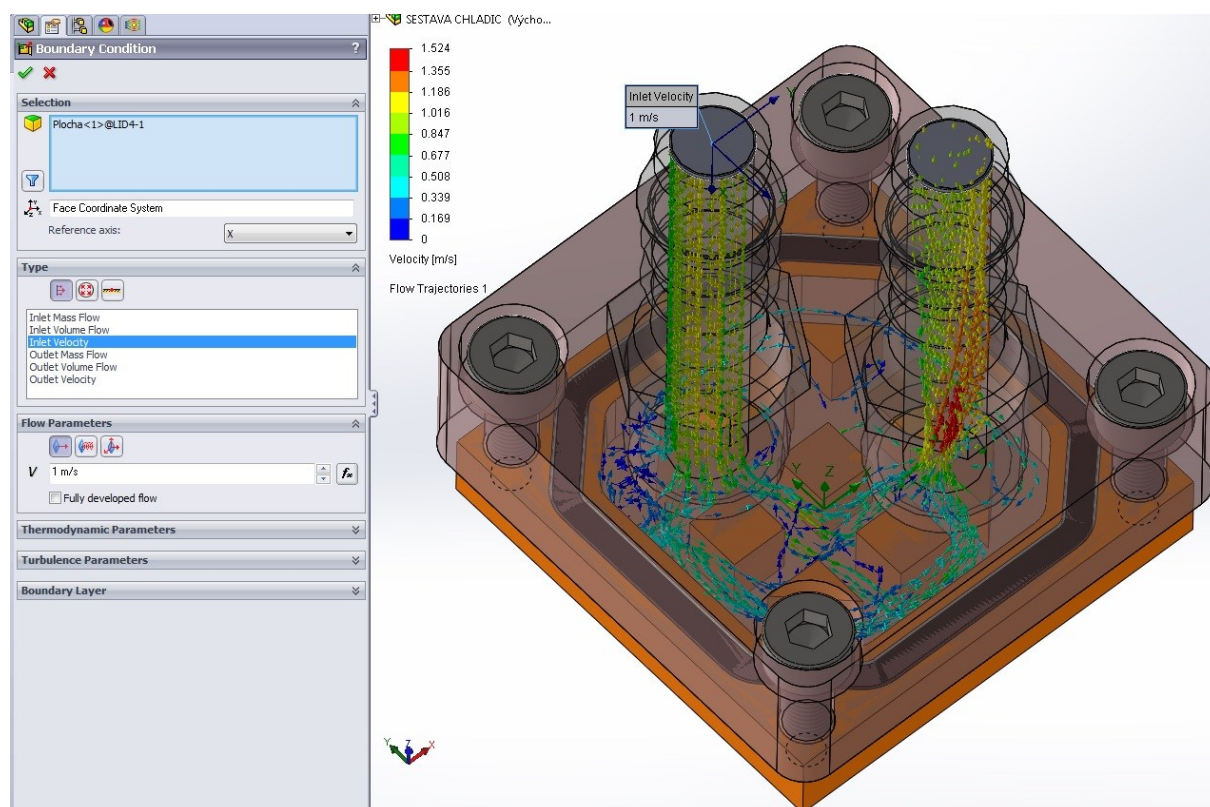 Boundary Condition ?
Selection
Plocha<1>@LID4-1
Face Coordinate System
Reference axis: X
Type
Inlet Mass Flow
Inlet Volume Flow
Inlet Velocity
Outlet Mass Flow
Outlet Volume Flow
Outlet Velocity
Flow Parameters
V 1 m/s
Fully developed flow
Thermodynamic Parameters
Turbulence Parameters
Boundary Layer
SESTAVA CHLADIC (Výcho...
1.524
1.355
1.186
1.016
0.847
0.677
0.508
0.339
0.169
0
Velocity [m/s]
Flow Trajectories 1
Inlet Velocity
1 m/s
Y
Y Z
Y Z X